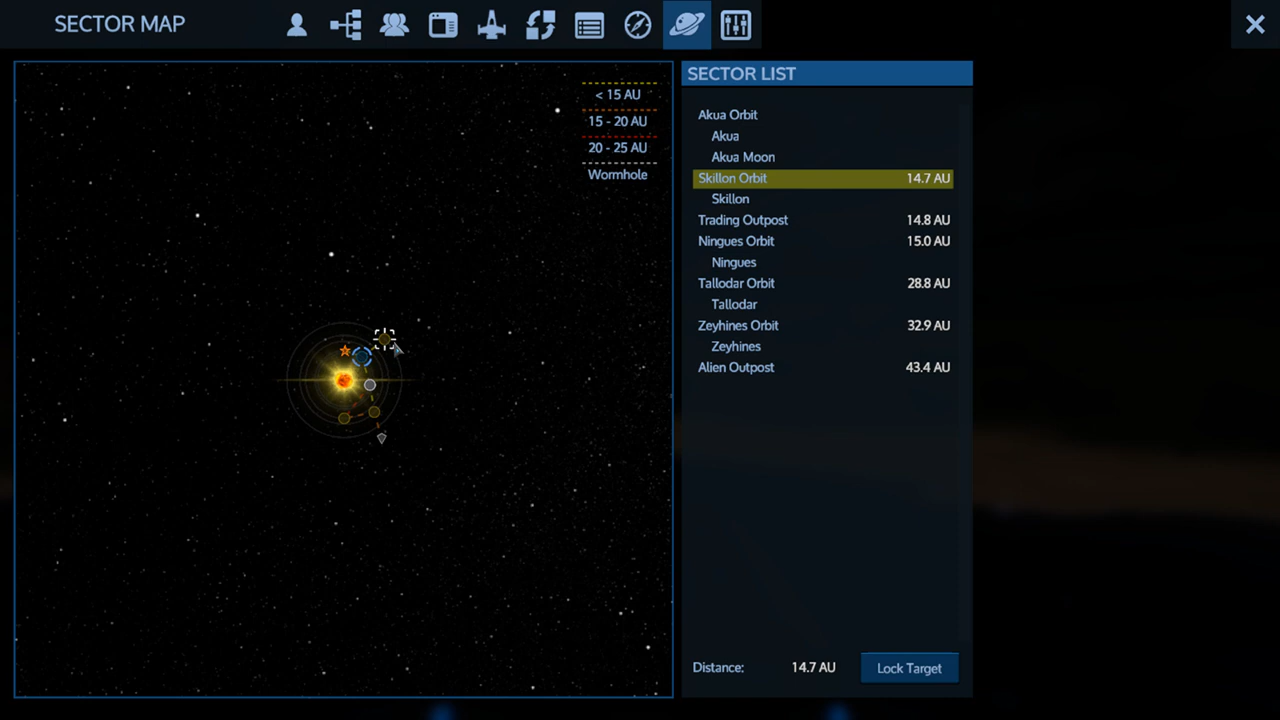 SECTOR MAP
< 15 AU
15 - 20 AU
20 - 25 AU
Wormhole
SECTOR LIST
Akua Orbit
Akua
Akua Moon
Skillon Orbit 14.7 AU
Skillon
Trading Outpost 14.8 AU
Ningues Orbit 15.0 AU
Ningues
Tallodar Orbit 28.8 AU
Tallodar
Zeyhines Orbit 32.9 AU
Zeyhines
Alien Outpost 43.4 AU
Distance: 14.7 AU Lock Target